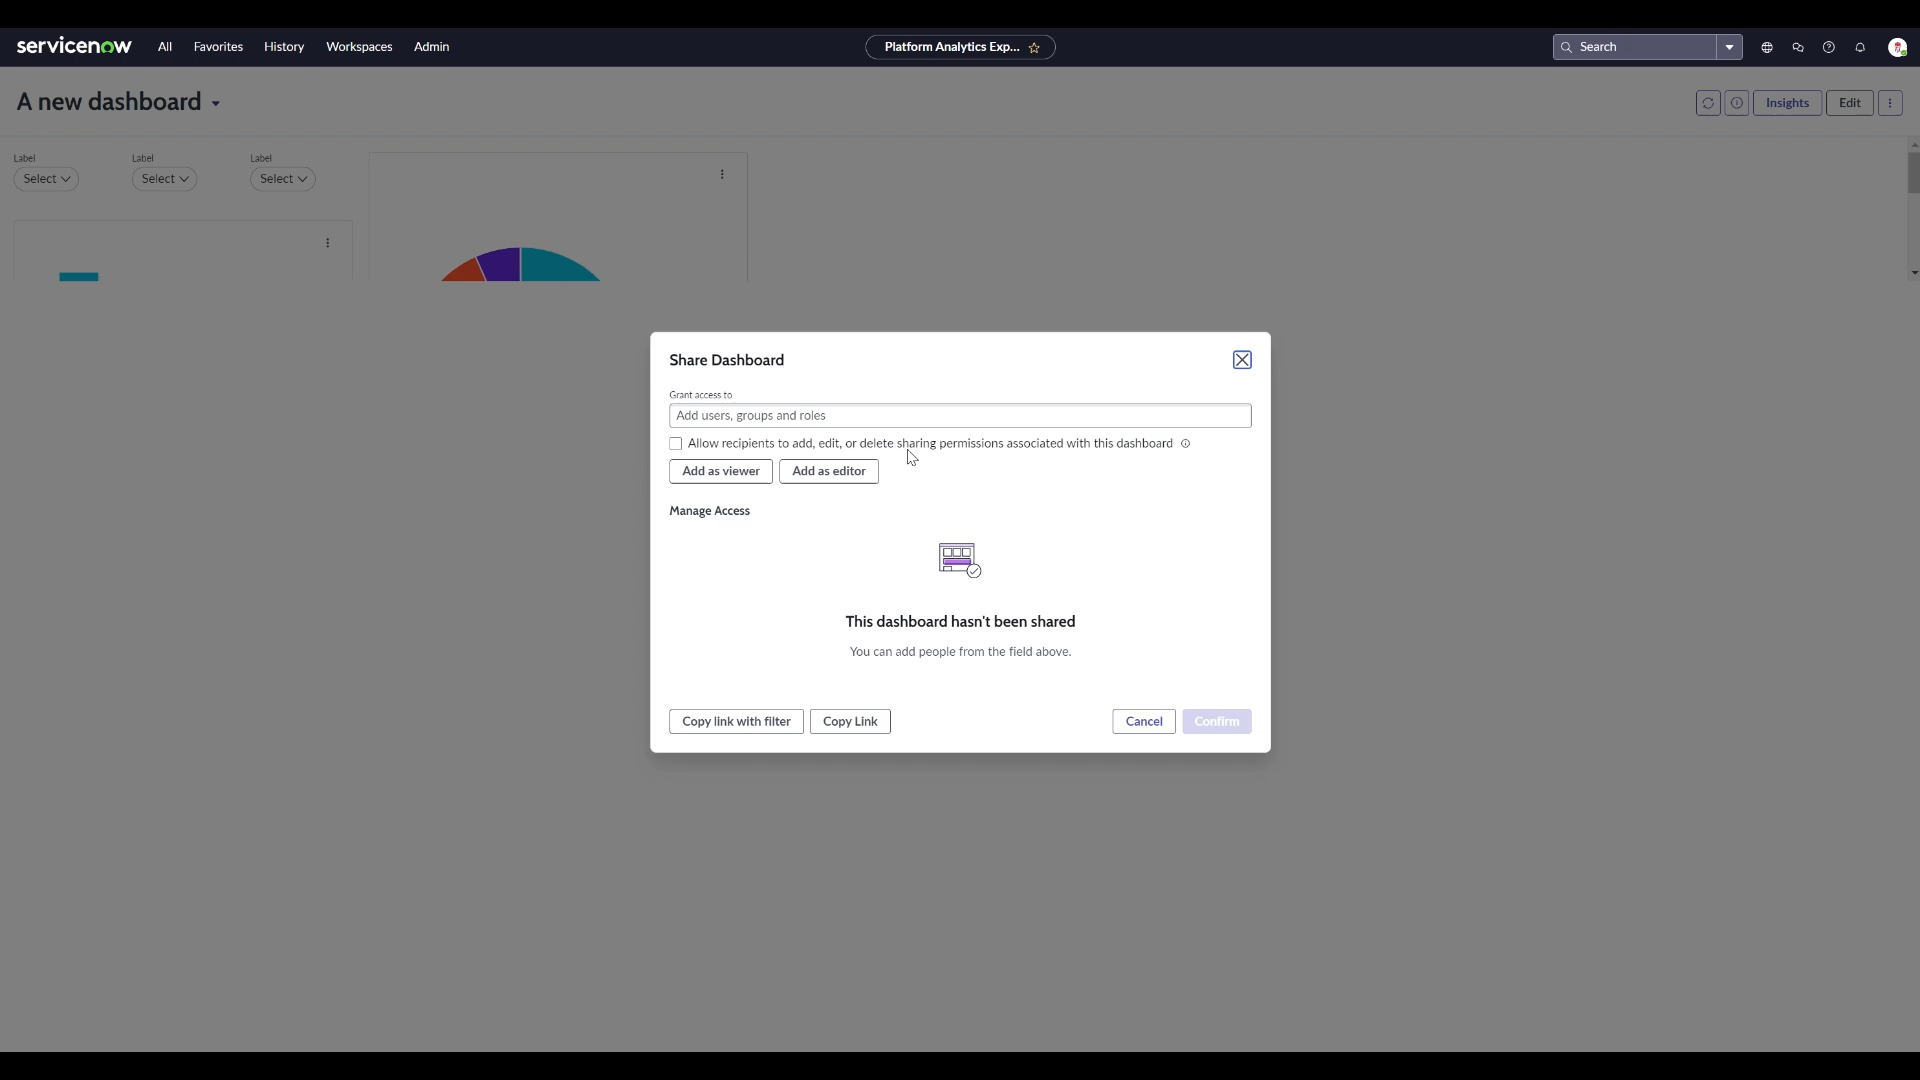 servicenow All Favorites History Workspaces Admin Platform Analytics Exp... Search
A new dashboard Insights Edit
Label Label Label
Select Select Select
Share Dashboard
Grant access to
Add users, groups and roles
Allow recipients to add, edit, or delete sharing permissions associated with this dashboard
Add as viewer Add as editor
Manage Access
This dashboard hasn't been shared
You can add people from the field above.
Copy link with filter Copy Link Cancel Confirm